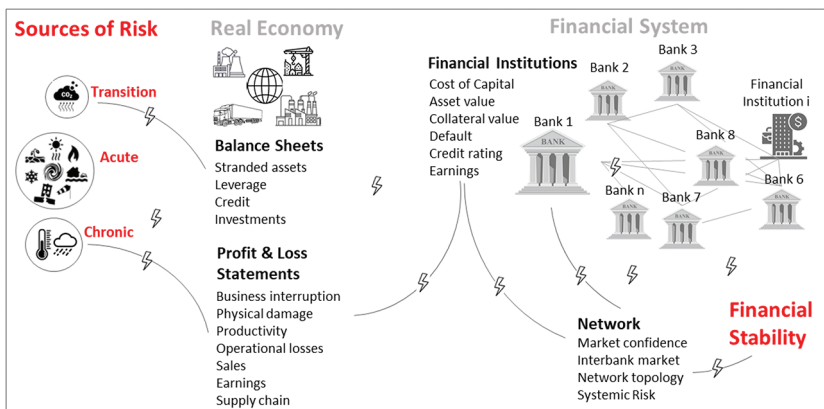 Sources of Risk
Real Economy
Financial System
CO₂
Transition
Acute
Chronic
Balance Sheets
Stranded assets
Leverage
Credit
Investments
Profit & Loss
Statements
Business interruption
Physical damage
Productivity
Operational losses
Sales
Earnings
Supply chain
Financial Institutions
Cost of Capital
Asset value
Collateral value
Default
Credit rating
Earnings
Bank 1
BANK
Bank 2
BANK
Bank 3
BANK
Financial
Institution i
$
Bank 8
BANK
Bank n
BANK
Bank 7
BANK
Bank 6
BANK
Network
Market confidence
Interbank market
Network topology
Systemic Risk
Financial
Stability